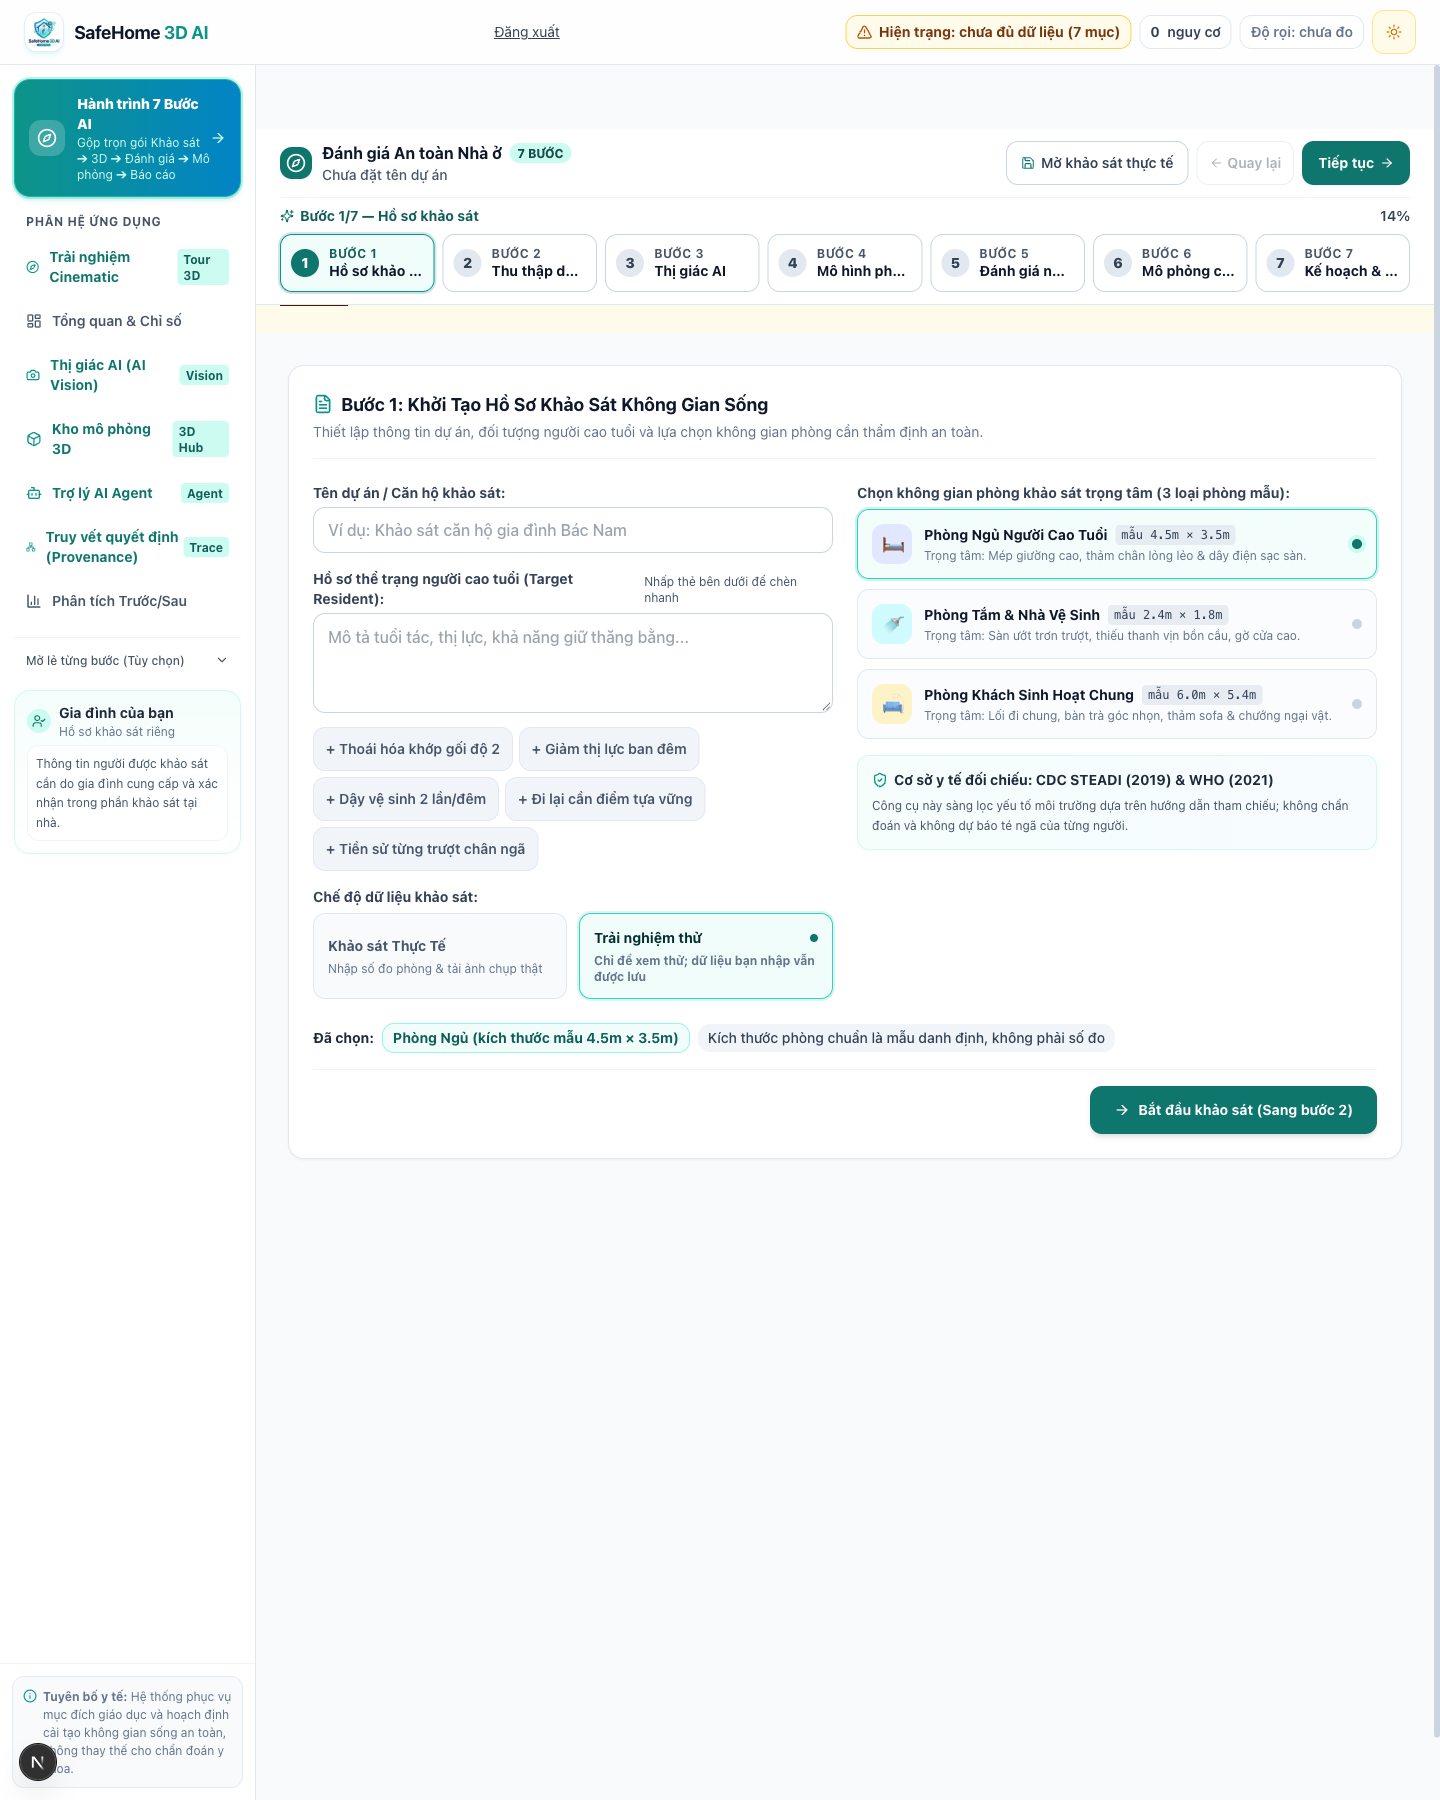 SafeHome 3D AI
Đăng xuất
Hiện trạng: chưa đủ dữ liệu (7 mục)
0 nguy cơ
Độ rọi: chưa đo
Hành trình 7 Bước
AI
Gộp trọn gói Khảo sát
➔ 3D ➔ Đánh giá ➔ Mô
phỏng ➔ Báo cáo
PHÂN HỆ ỨNG DỤNG
Trải nghiệm
Cinematic
Tour
3D
Tổng quan & Chỉ số
Thị giác AI (AI
Vision)
Vision
Kho mô phỏng
3D
3D
Hub
Trợ lý AI Agent
Agent
Truy vết quyết định
(Provenance)
Trace
Phân tích Trước/Sau
Mở lẻ từng bước (Tùy chọn)
Gia đình của bạn
Hồ sơ khảo sát riêng
Thông tin người được khảo sát
cần do gia đình cung cấp và xác
nhận trong phần khảo sát tại
nhà.
Tuyên bố y tế: Hệ thống phục vụ
mục đích giáo dục và hoạch định
cải tạo không gian sống an toàn,
không thay thế cho chẩn đoán y
khoa.
N
Đánh giá An toàn Nhà ở
7 BƯỚC
Chưa đặt tên dự án
Mở khảo sát thực tế
← Quay lại
Tiếp tục →
Bước 1/7 — Hồ sơ khảo sát
14%
1
BƯỚC 1
Hồ sơ khảo ...
2
BƯỚC 2
Thu thập d...
3
BƯỚC 3
Thị giác AI
4
BƯỚC 4
Mô hình ph...
5
BƯỚC 5
Đánh giá n...
6
BƯỚC 6
Mô phỏng c...
7
BƯỚC 7
Kế hoạch & ...
Bước 1: Khởi Tạo Hồ Sơ Khảo Sát Không Gian Sống
Thiết lập thông tin dự án, đối tượng người cao tuổi và lựa chọn không gian phòng cần thẩm định an toàn.
Tên dự án / Căn hộ khảo sát:
Ví dụ: Khảo sát căn hộ gia đình Bác Nam
Hồ sơ thể trạng người cao tuổi (Target
Resident):
Nhấp thẻ bên dưới để chèn
nhanh
Mô tả tuổi tác, thị lực, khả năng giữ thăng bằng...
+ Thoái hóa khớp gối độ 2
+ Giảm thị lực ban đêm
+ Dậy vệ sinh 2 lần/đêm
+ Đi lại cần điểm tựa vững
+ Tiền sử từng trượt chân ngã
Chế độ dữ liệu khảo sát:
Khảo sát Thực Tế
Nhập số đo phòng & tải ảnh chụp thật
Trải nghiệm thử
Chỉ để xem thử; dữ liệu bạn nhập vẫn
được lưu
Chọn không gian phòng khảo sát trọng tâm (3 loại phòng mẫu):
Phòng Ngủ Người Cao Tuổi
mẫu 4.5m × 3.5m
Trọng tâm: Mép giường cao, thảm chân lỏng lẻo & dây điện sạc sàn.
Phòng Tắm & Nhà Vệ Sinh
mẫu 2.4m × 1.8m
Trọng tâm: Sàn ướt trơn trượt, thiếu thanh vịn bồn cầu, gờ cửa cao.
Phòng Khách Sinh Hoạt Chung
mẫu 6.0m × 5.4m
Trọng tâm: Lối đi chung, bàn trà góc nhọn, thảm sofa & chướng ngại vật.
Cơ sở y tế đối chiếu: CDC STEADI (2019) & WHO (2021)
Công cụ này sàng lọc yếu tố môi trường dựa trên hướng dẫn tham chiếu; không chẩn
đoán và không dự báo té ngã của từng người.
Đã chọn:
Phòng Ngủ (kích thước mẫu 4.5m × 3.5m)
Kích thước phòng chuẩn là mẫu danh định, không phải số đo
→ Bắt đầu khảo sát (Sang bước 2)